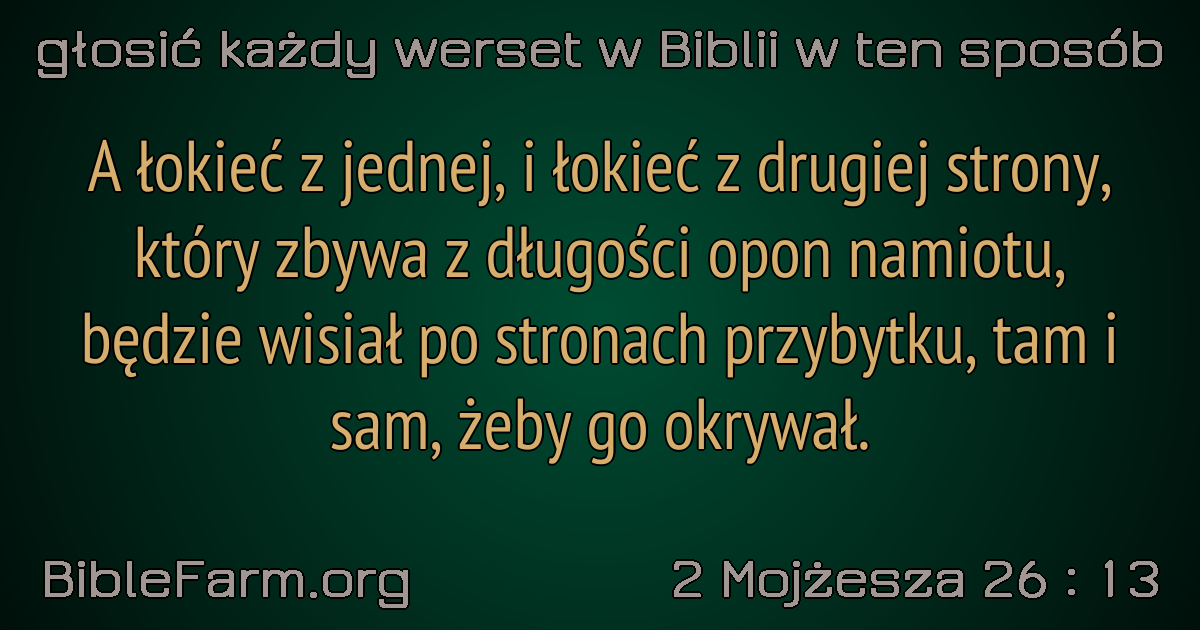 głosić każdy werset w Biblii w ten sposób
A łokieć z jednej, i łokieć z drugiej strony,
który zbywa z długości opon namiotu,
będzie wisiał po stronach przybytku, tam i
sam, żeby go okrywał.
BibleFarm.org
2 Mojżesza 26 : 13